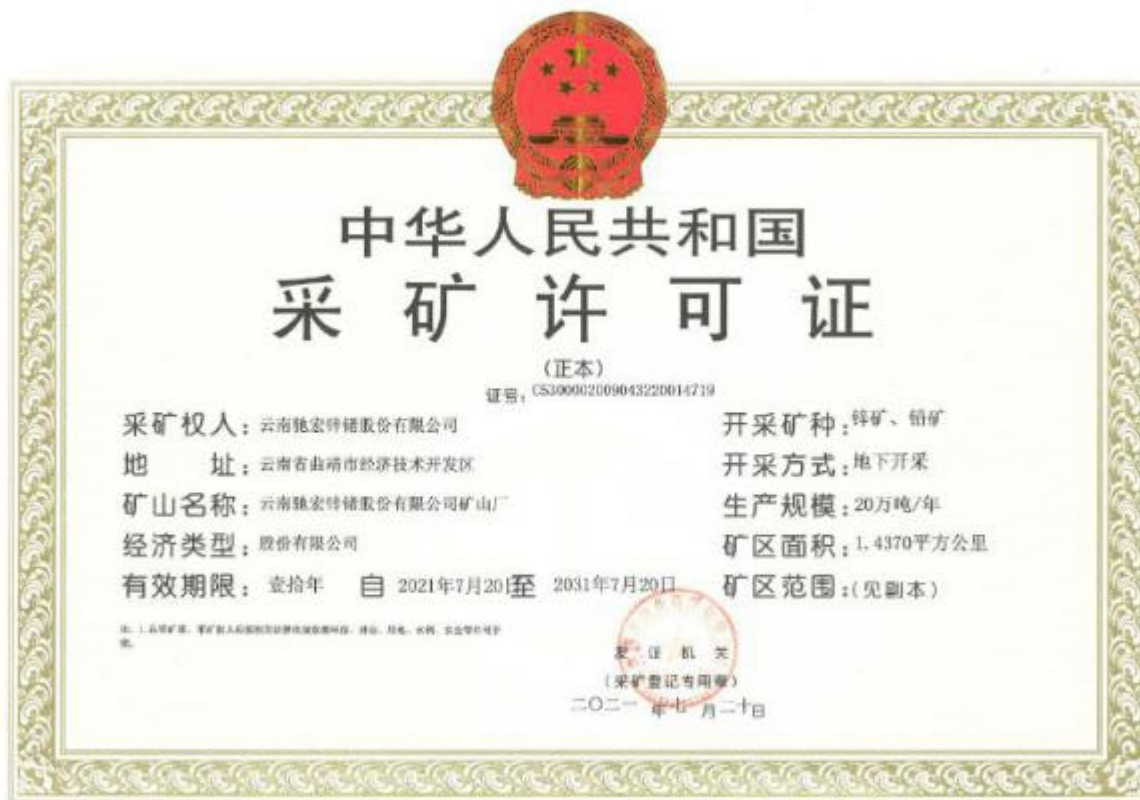 中华人民共和国
采矿许可证
(正本)
证号: C5300002009043220014719
采矿权人: 云南驰宏锌锗股份有限公司
开采矿种: 锌矿、铅矿
地址: 云南省曲靖市经济技术开发区
开采方式: 地下开采
矿山名称: 云南驰宏锌锗股份有限公司矿山厂
生产规模: 20万吨/年
经济类型: 股份有限公司
矿区面积: 1.4370平方公里
有效期限: 壹拾年 自 2021年7月20日至 2031年7月20日
矿区范围:(见副本)
发证机关
(采矿登记专用章)
二〇二一年七月二十日